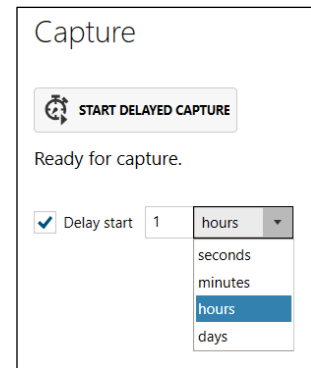 Capture
START DELAYED CAPTURE
Ready for capture.
Delay start 1 hours
seconds
minutes
hours
days